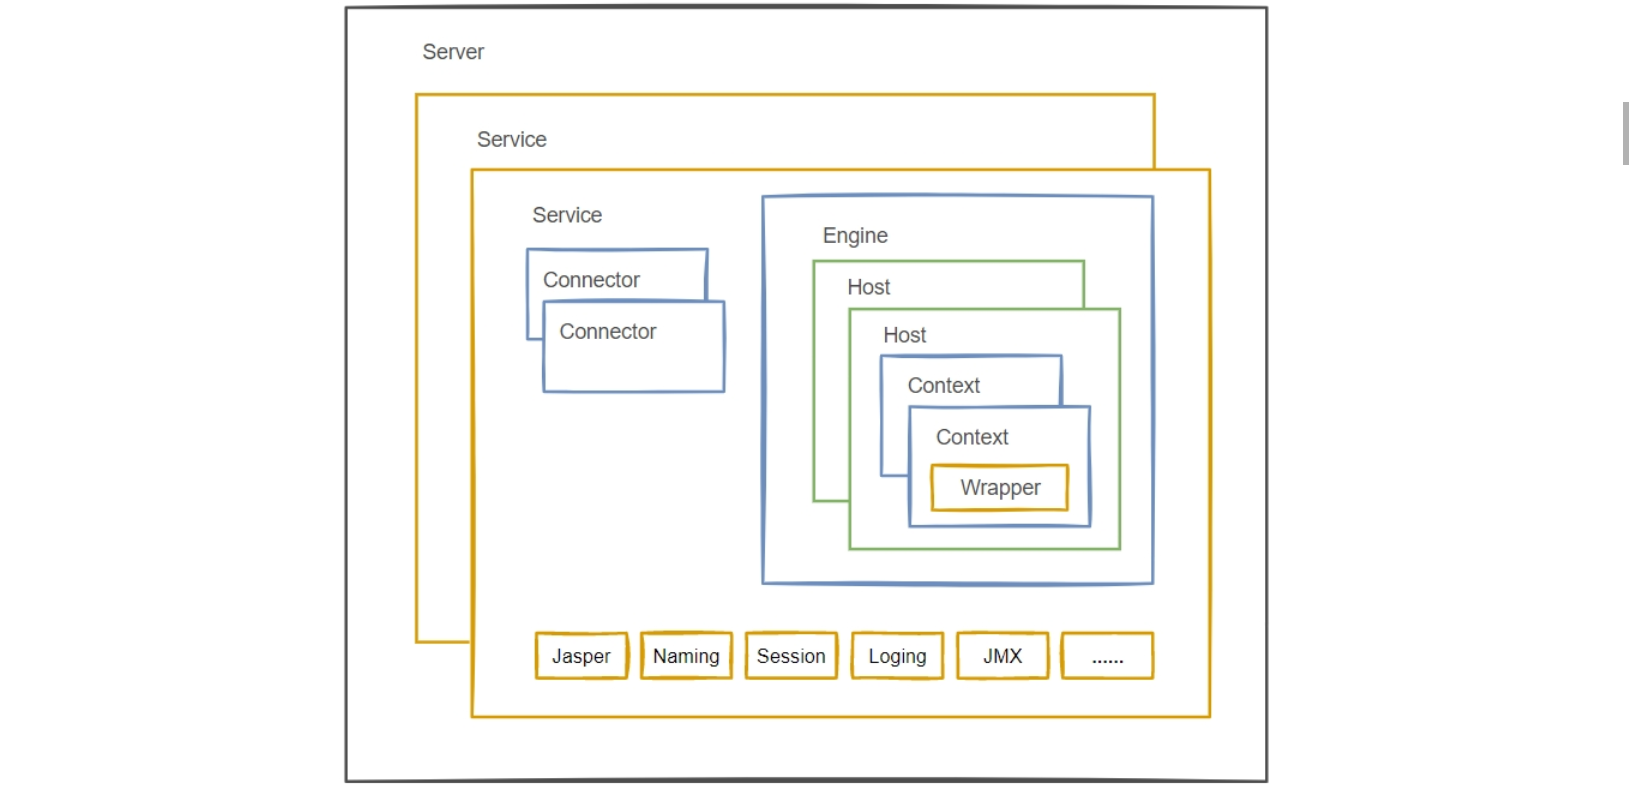 Server
Service
Service
Engine
Connector
Host
Connector
Host
Context
Context
Wrapper
Jasper
Naming
Session
Loging
JMX
......